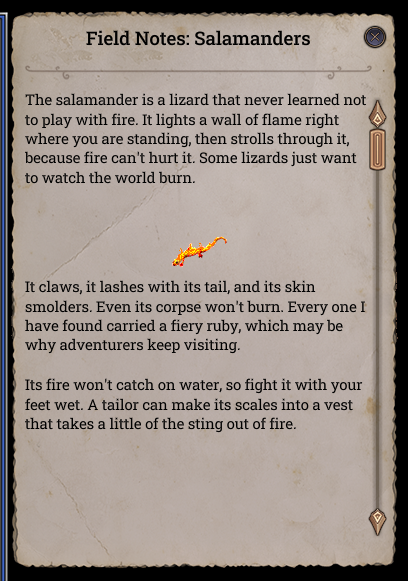 Field Notes: Salamanders
The salamander is a lizard that never learned not
to play with fire. It lights a wall of flame right
where you are standing, then strolls through it,
because fire can't hurt it. Some lizards just want
to watch the world burn.
It claws, it lashes with its tail, and its skin
smolders. Even its corpse won't burn. Every one I
have found carried a fiery ruby, which may be
why adventurers keep visiting.
Its fire won't catch on water, so fight it with your
feet wet. A tailor can make its scales into a vest
that takes a little of the sting out of fire.